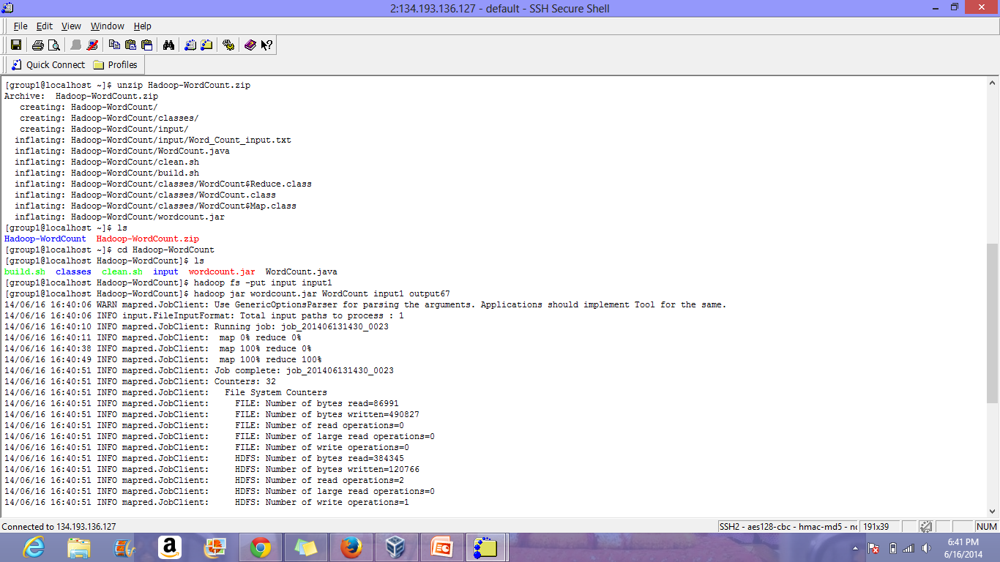 2:134.193.136.127 - default - SSH Secure Shell
File Edit View Window Help
Quick Connect Profiles
[group1@localhost ~]$ unzip Hadoop-WordCount.zip
Archive:  Hadoop-WordCount.zip
   creating: Hadoop-WordCount/
   creating: Hadoop-WordCount/classes/
   creating: Hadoop-WordCount/input/
  inflating: Hadoop-WordCount/input/Word_Count_input.txt
  inflating: Hadoop-WordCount/WordCount.java
  inflating: Hadoop-WordCount/clean.sh
  inflating: Hadoop-WordCount/build.sh
  inflating: Hadoop-WordCount/classes/WordCount$Reduce.class
  inflating: Hadoop-WordCount/classes/WordCount.class
  inflating: Hadoop-WordCount/classes/WordCount$Map.class
  inflating: Hadoop-WordCount/wordcount.jar
[group1@localhost ~]$ ls
Hadoop-WordCount  Hadoop-WordCount.zip
[group1@localhost ~]$ cd Hadoop-WordCount
[group1@localhost Hadoop-WordCount]$ ls
build.sh  classes  clean.sh  input  wordcount.jar  WordCount.java
[group1@localhost Hadoop-WordCount]$ hadoop fs -put input input1
[group1@localhost Hadoop-WordCount]$ hadoop jar wordcount.jar WordCount input1 output67
14/06/16 16:40:06 WARN mapred.JobClient: Use GenericOptionsParser for parsing the arguments. Applications should implement Tool for the same.
14/06/16 16:40:06 INFO input.FileInputFormat: Total input paths to process : 1
14/06/16 16:40:10 INFO mapred.JobClient: Running job: job_201406131430_0023
14/06/16 16:40:11 INFO mapred.JobClient:  map 0% reduce 0%
14/06/16 16:40:38 INFO mapred.JobClient:  map 100% reduce 0%
14/06/16 16:40:49 INFO mapred.JobClient:  map 100% reduce 100%
14/06/16 16:40:51 INFO mapred.JobClient: Job complete: job_201406131430_0023
14/06/16 16:40:51 INFO mapred.JobClient: Counters: 32
14/06/16 16:40:51 INFO mapred.JobClient:   File System Counters
14/06/16 16:40:51 INFO mapred.JobClient:     FILE: Number of bytes read=86991
14/06/16 16:40:51 INFO mapred.JobClient:     FILE: Number of bytes written=490827
14/06/16 16:40:51 INFO mapred.JobClient:     FILE: Number of read operations=0
14/06/16 16:40:51 INFO mapred.JobClient:     FILE: Number of large read operations=0
14/06/16 16:40:51 INFO mapred.JobClient:     FILE: Number of write operations=0
14/06/16 16:40:51 INFO mapred.JobClient:     HDFS: Number of bytes read=384345
14/06/16 16:40:51 INFO mapred.JobClient:     HDFS: Number of bytes written=120766
14/06/16 16:40:51 INFO mapred.JobClient:     HDFS: Number of read operations=2
14/06/16 16:40:51 INFO mapred.JobClient:     HDFS: Number of large read operations=0
14/06/16 16:40:51 INFO mapred.JobClient:     HDFS: Number of write operations=1
Connected to 134.193.136.127 SSH2 - aes128-cbc - hmac-md5 - 191x39 NUM
6:41 PM
6/16/2014